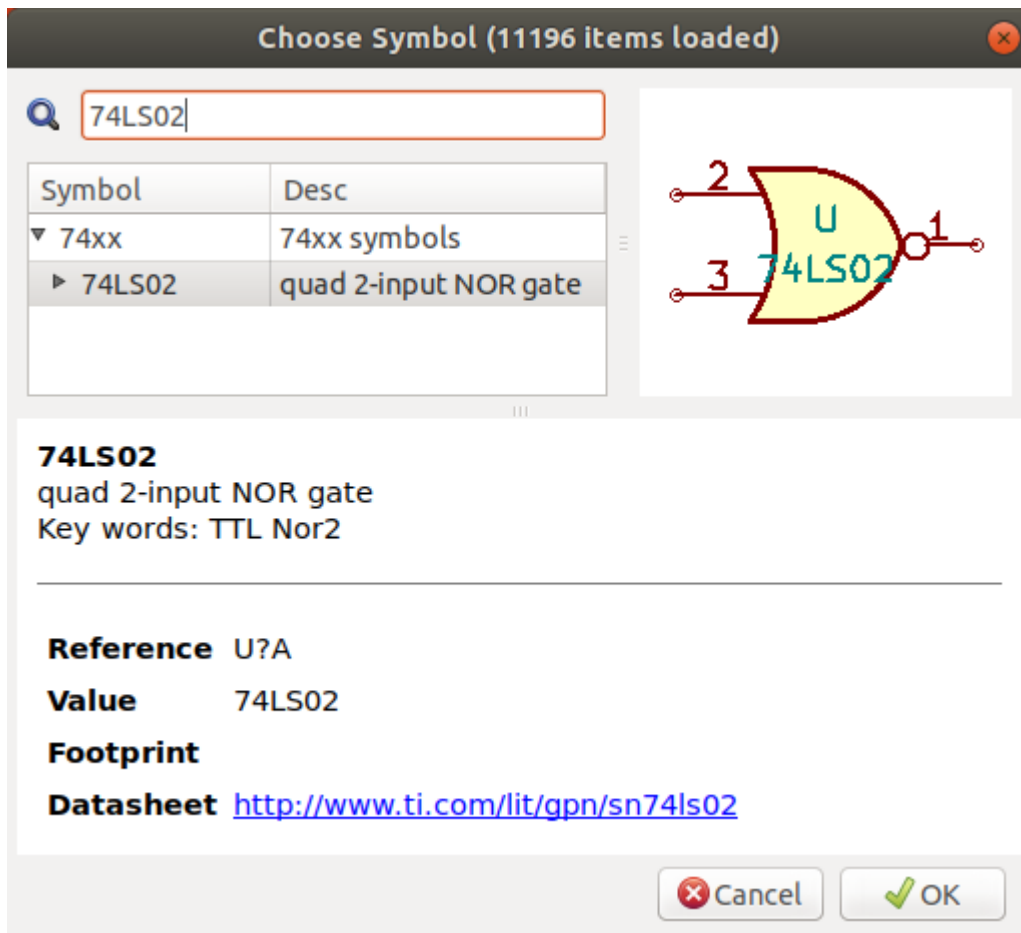 Choose Symbol (11196 items loaded)
74LS02
Symbol Desc
74xx 74xx symbols
74LS02 quad 2-input NOR gate
2
3
U
74LS02
1
74LS02
quad 2-input NOR gate
Key words: TTL Nor2
Reference U?A
Value 74LS02
Footprint
Datasheet http://www.ti.com/lit/gpn/sn74ls02
Cancel OK